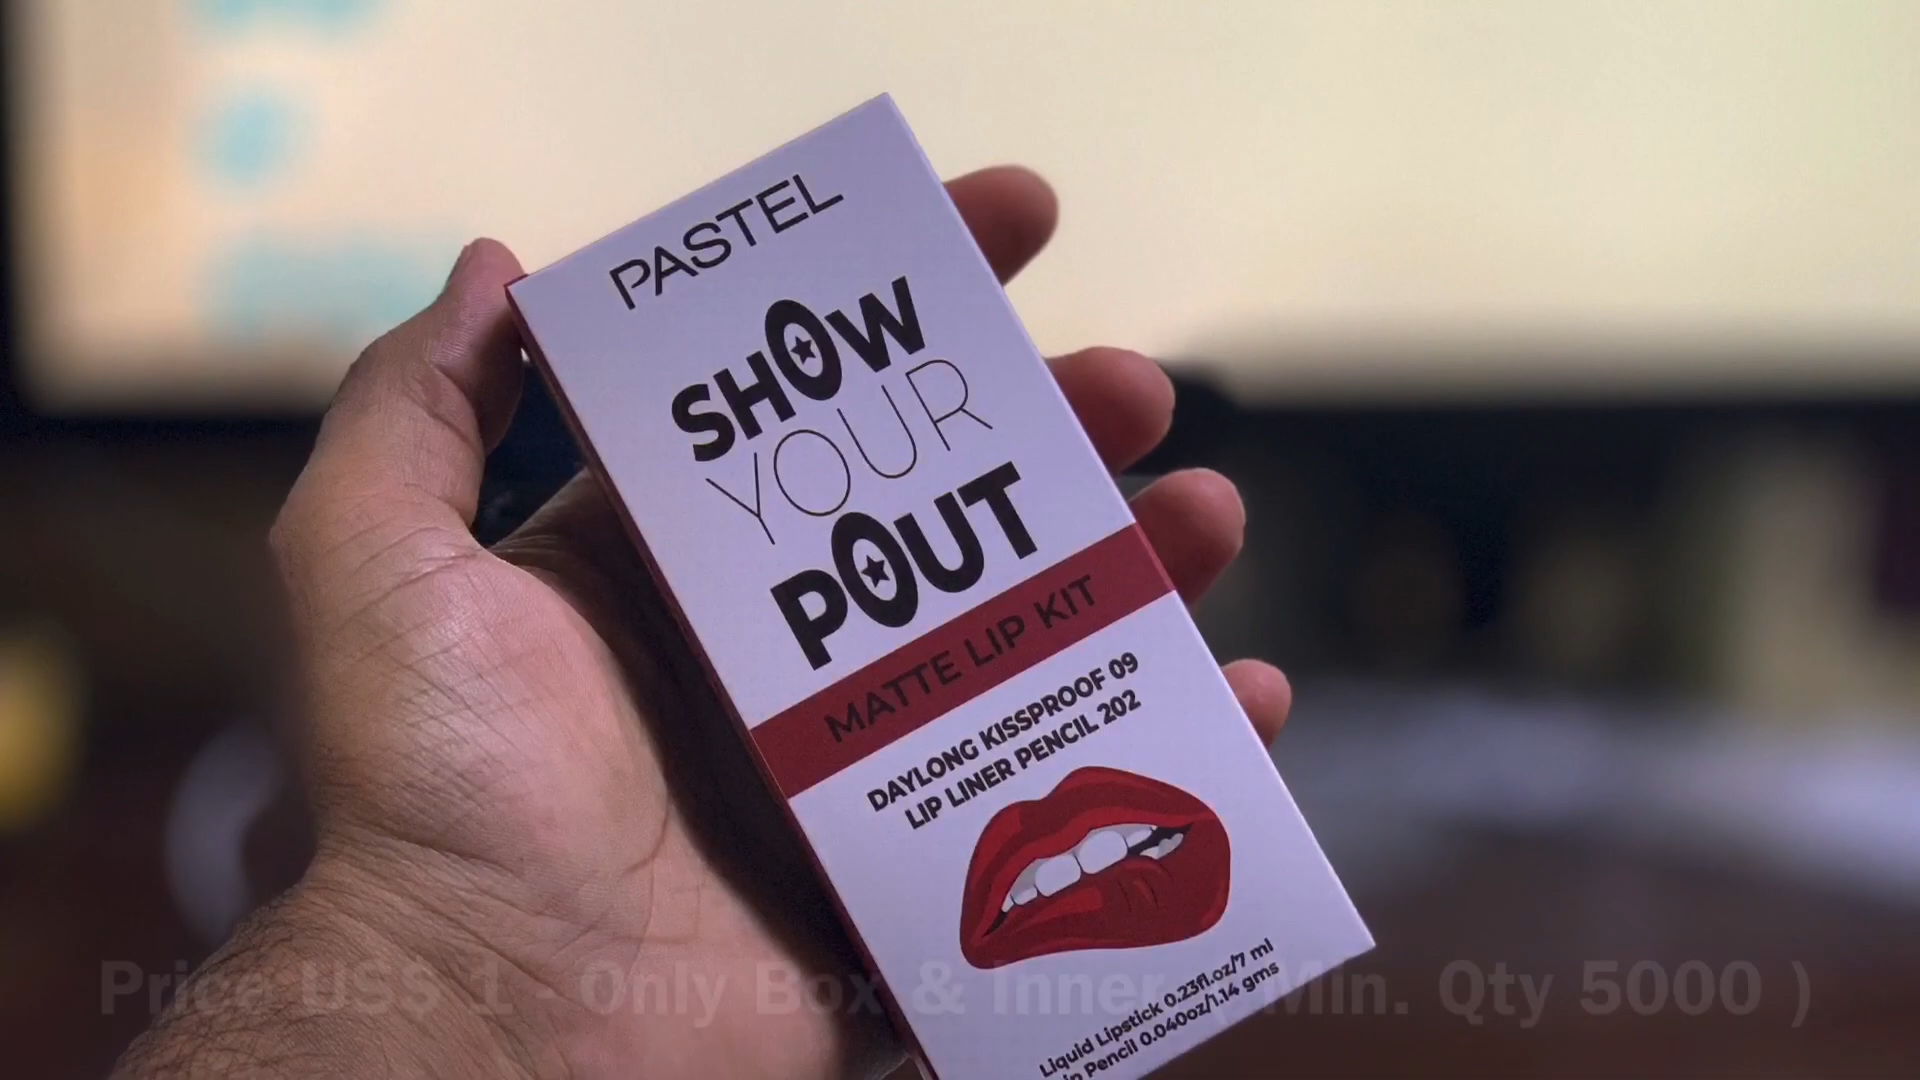 PASTEL
SHOW
YOUR
POUT
MATTE LIP KIT
DAYLONG KISSPROOF 09
LIP LINER PENCIL 202
Liquid Lipstick 0.23fl.oz/7 ml
Pencil 0.040oz/1.14 gms
Price US$ 1 - Only Box & Inner ( Min. Qty 5000 )